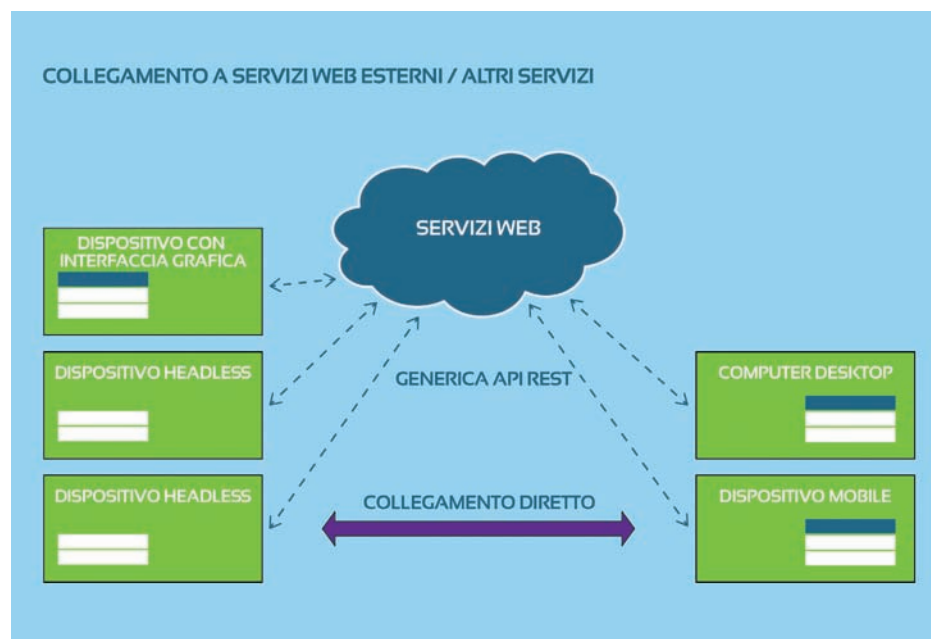 COLLEGAMENTO A SERVIZI WEB ESTERNI / ALTRI SERVIZI
SERVIZI WEB
DISPOSITIVO CON
INTERFACCIA GRAFICA
DISPOSITIVO HEADLESS
GENERICA API REST
COMPUTER DESKTOP
DISPOSITIVO HEADLESS
COLLEGAMENTO DIRETTO
DISPOSITIVO MOBILE